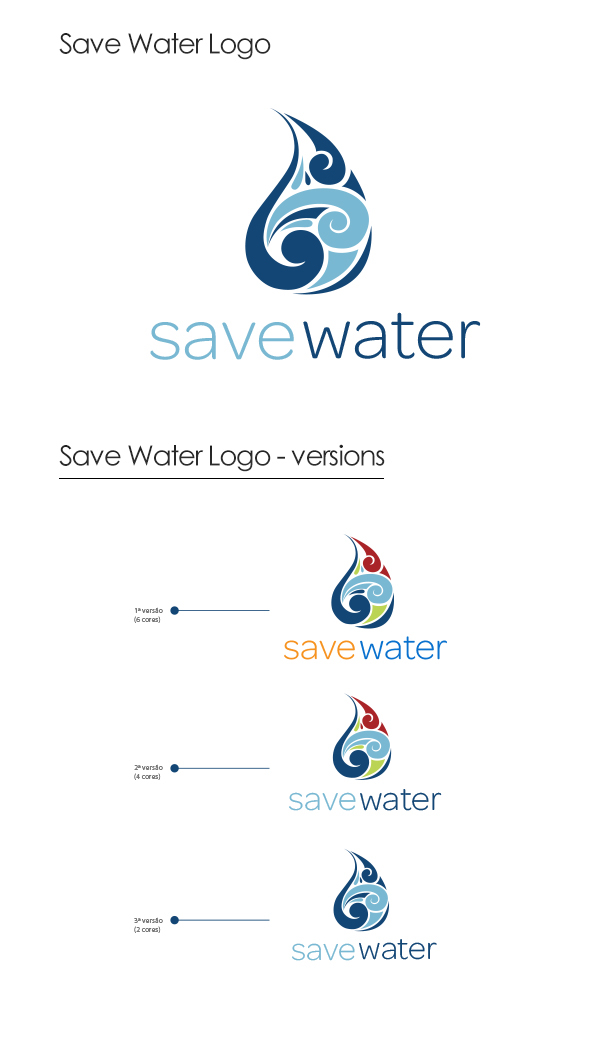 Save Water Logo
savewater
Save Water Logo - versions
1ª versão
(6 cores)
savewater
2ª versão
(4 cores)
savewater
3ª versão
(2 cores)
savewater